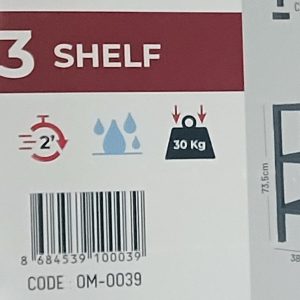 3 SHELF
2'
30 Kg
73,5cm
38
8 684539 100039
CODE : OM-0039